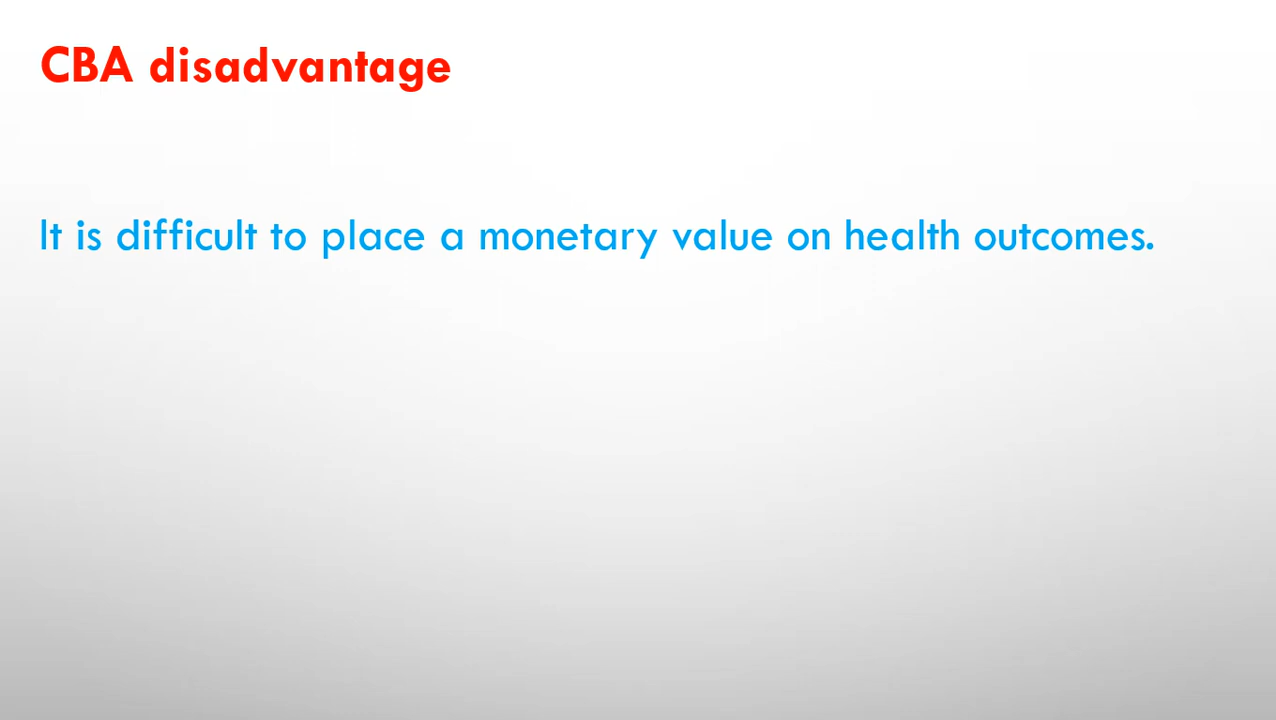 CBA disadvantage
It is difficult to place a monetary value on health outcomes.